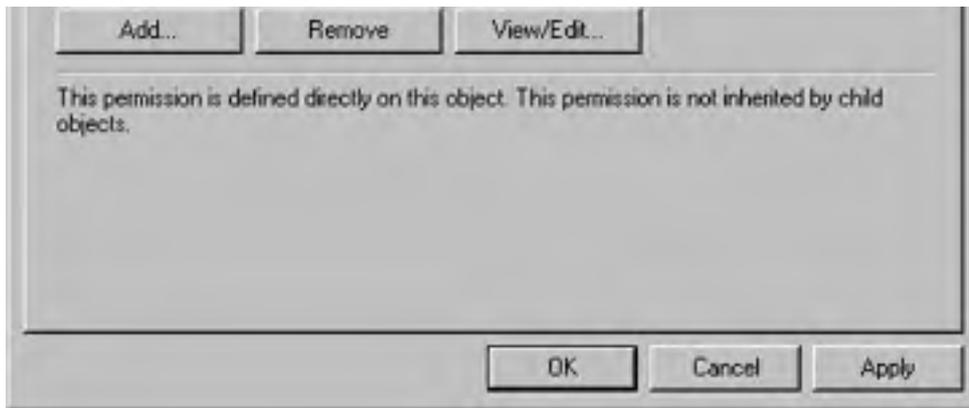 Add... Remove View/Edit...
This permission is defined directly on this object. This permission is not inherited by child
objects.
OK Cancel Apply